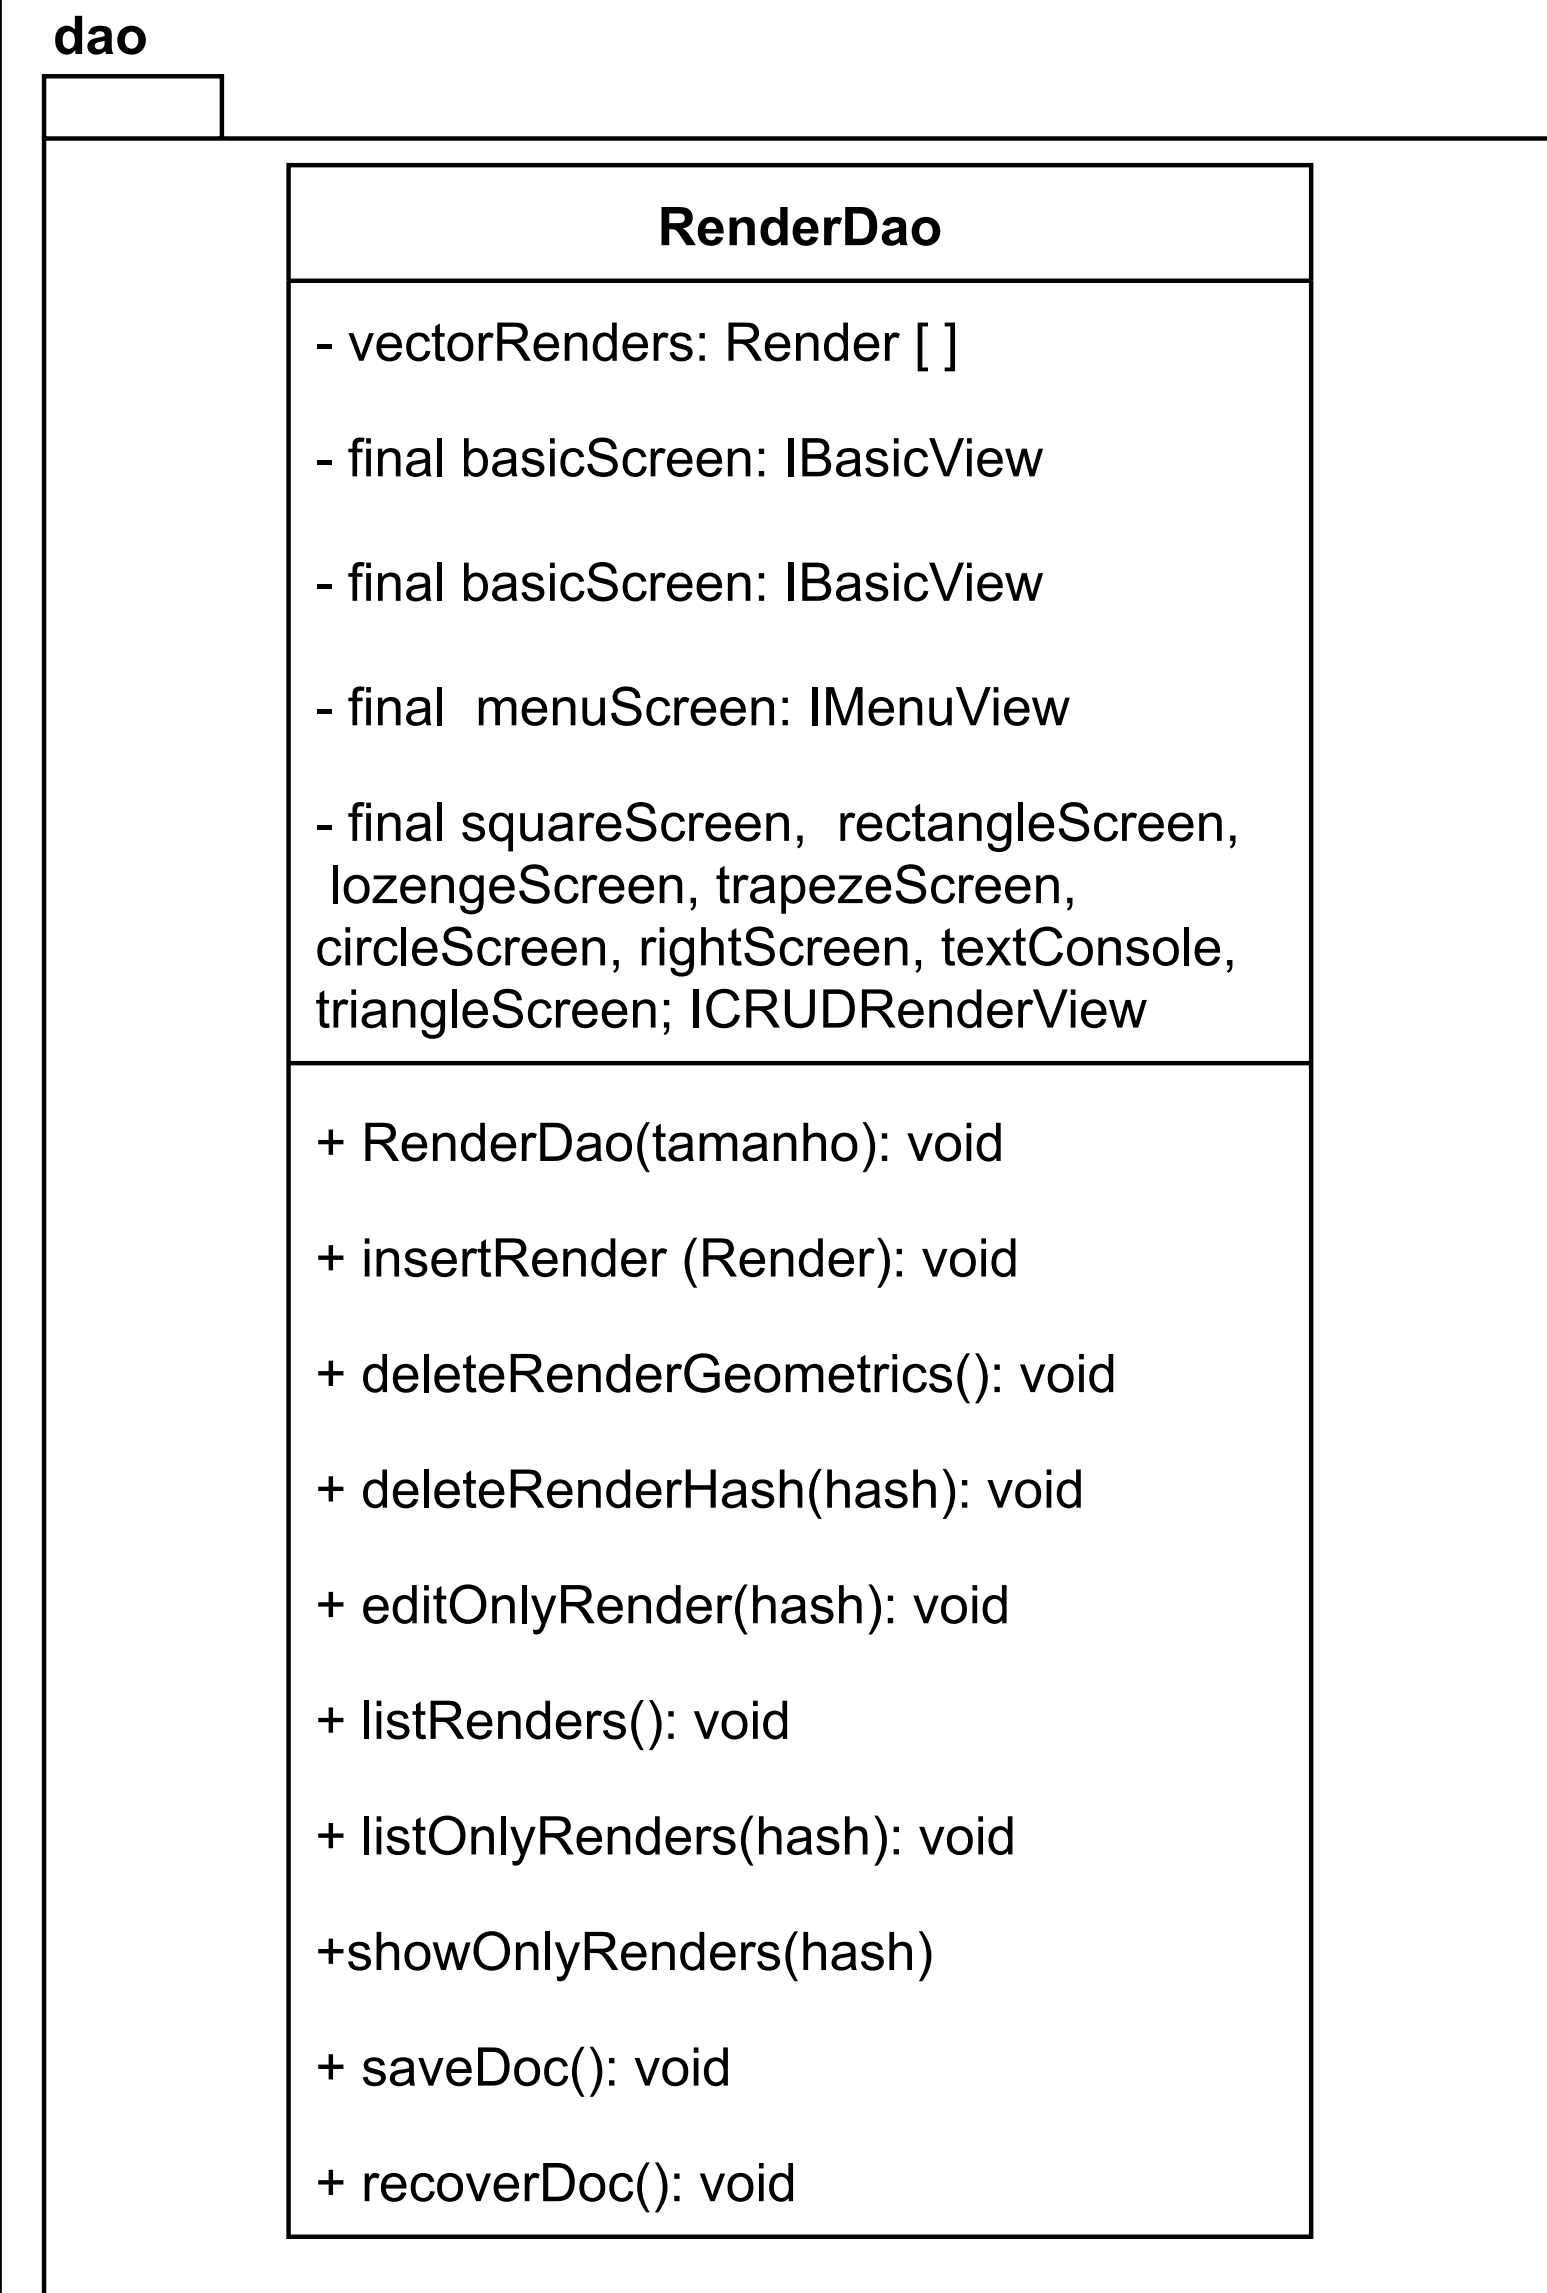 dao
RenderDao
- vectorRenders: Render [ ]
- final basicScreen: IBasicView
- final basicScreen: IBasicView
- final  menuScreen: IMenuView
- final squareScreen,  rectangleScreen,
lozengeScreen, trapezeScreen,
circleScreen, rightScreen, textConsole,
triangleScreen; ICRUDRenderView
+ RenderDao(tamanho): void
+ insertRender (Render): void
+ deleteRenderGeometrics(): void
+ deleteRenderHash(hash): void
+ editOnlyRender(hash): void
+ listRenders(): void
+ listOnlyRenders(hash): void
+showOnlyRenders(hash)
+ saveDoc(): void
+ recoverDoc(): void